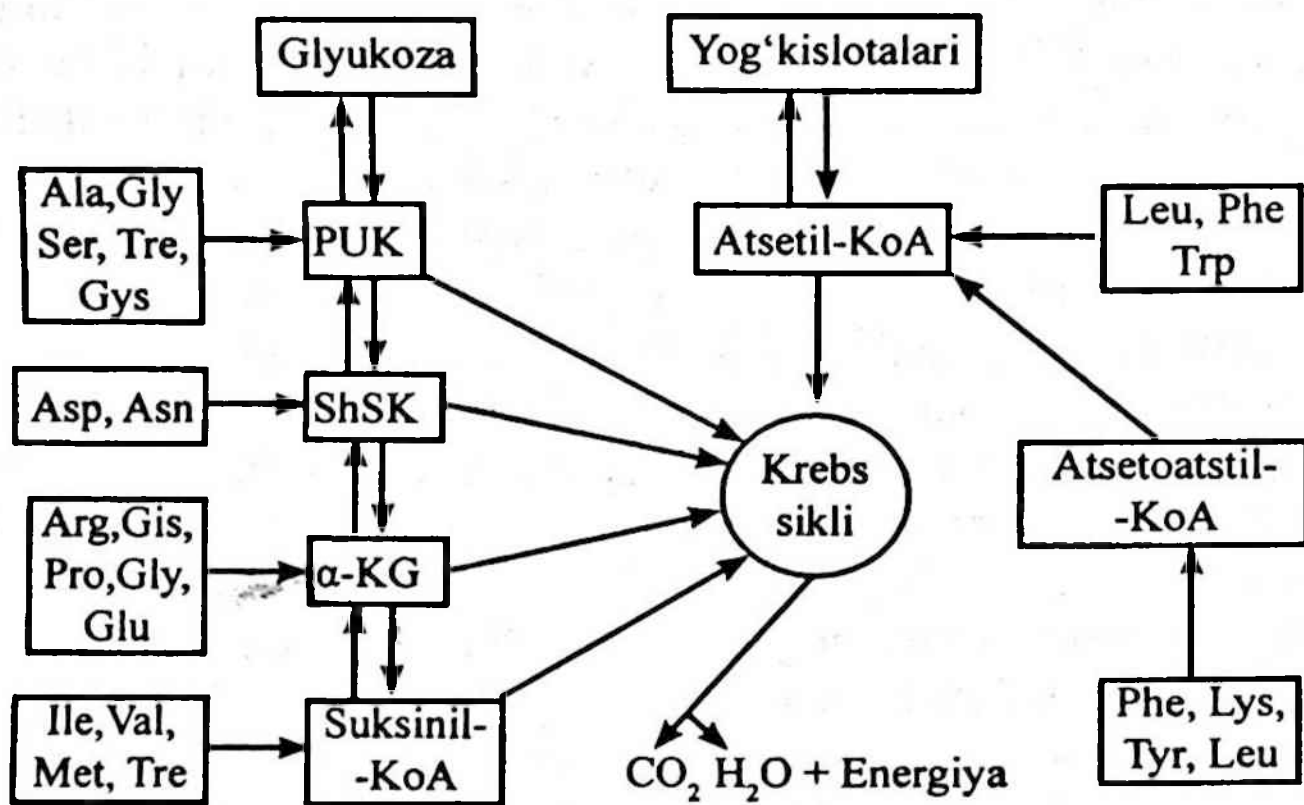 Glyukoza
Yog‘kislotalari
Ala,Gly
Ser, Tre,
Gys
PUK
Atsetil-KoA
Leu, Phe
Trp
Asp, Asn
ShSK
Krebs
sikli
Atsetoatstil-
-KoA
Arg,Gis,
Pro,Gly,
Glu
α-KG
Ile,Val,
Met, Tre
Suksinil-
-KoA
CO₂ H₂O + Energiya
Phe, Lys,
Tyr, Leu